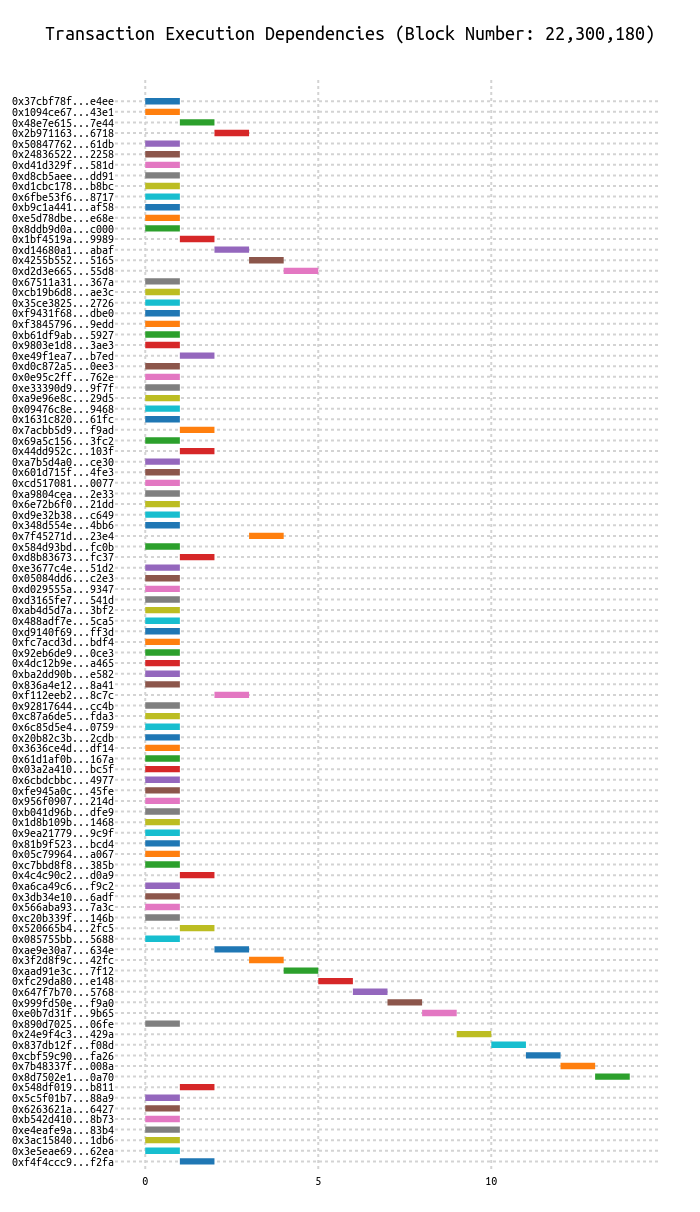 Transaction Execution Dependencies (Block Number: 22,300,180)
0x37cbf78f...e4ee
0x1094ce67...43e1
0x48e7e615...7e44
0x2b971163...6718
0x50847762...61db
0x24836522...2258
0xd41d329f...581d
0xd8cb5aee...dd91
0xd1cbc178...b8bc
0x6fbe53f6...8717
0xb9c1a441...af58
0xe5d78dbe...e68e
0x8ddb9d0a...c000
0x1bf4519a...9989
0xd14680a1...abaf
0x4255b552...5165
0xd2d3e665...55d8
0x67511a31...367a
0xcb19b6d8...ae3c
0x35ce3825...2726
0xf9431f68...dbe0
0xf3845796...9edd
0xb61df9ab...5927
0x9803e1d8...3ae3
0xe49f1ea7...b7ed
0xd0c872a5...0ee3
0x0e95c2ff...762e
0xe33390d9...9f7f
0xa9e96e8c...29d5
0x09476c8e...9468
0x1631c820...61fc
0x7acbb5d9...f9ad
0x69a5c156...3fc2
0x44dd952c...103f
0xa7b5d4a0...ce30
0x601d715f...4fe3
0xcd517081...0077
0xa9804cea...2e33
0x6e72b6f0...21dd
0xd9e32b38...c649
0x348d554e...4bb6
0x7f45271d...23e4
0x584d93bd...fc0b
0xd8b83673...fc37
0xe3677c4e...51d2
0x05084dd6...c2e3
0xd029555a...9347
0xd3165fe7...541d
0xab4d5d7a...3bf2
0x488adf7e...5ca5
0xd9140f69...ff3d
0xfc7acd3d...bdf4
0x92eb6de9...0ce3
0x4dc12b9e...a465
0xba2dd90b...e582
0x836a4e12...8a41
0xf112eeb2...8c7c
0x92817644...cc4b
0xc87a6de5...fda3
0x6c85d5e4...0759
0x20b82c3b...2cdb
0x3636ce4d...df14
0x61d1af0b...167a
0x03a2a410...bc5f
0x6cbdcbbc...4977
0xfe945a0c...45fe
0x956f0907...214d
0xb041d96b...dfe9
0x1d8b109b...1468
0x9ea21779...9c9f
0x81b9f523...bcd4
0x05c79964...a067
0xc7bbd8f8...385b
0x4c4c90c2...d0a9
0xa6ca49c6...f9c2
0x3db34e10...6adf
0x566aba93...7a3c
0xc20b339f...146b
0x520665b4...2fc5
0x085755bb...5688
0xae9e30a7...634e
0x3f2d8f9c...42fc
0xaad91e3c...7f12
0xfc29da80...e148
0x647f7b70...5768
0x999fd50e...f9a0
0xe0b7d31f...9b65
0x890d7025...06fe
0x24e9f4c3...429a
0x837db12f...f08d
0xcbf59c90...fa26
0x7b48337f...008a
0x8d7502e1...0a70
0x548df019...b811
0x5c5f01b7...88a9
0x6263621a...6427
0xb542d410...8b73
0xe4eafe9a...83b4
0x3ac15840...1db6
0x3e5eae69...62ea
0xf4f4ccc9...f2fa
0 5 10